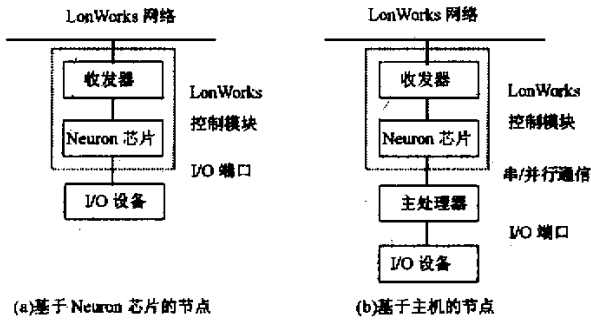 LonWorks 网络
收发器
LonWorks
控制模块
Neuron 芯片
I/O 端口
I/O 设备
(a)基于 Neuron 芯片的节点
LonWorks 网络
收发器
LonWorks
控制模块
Neuron 芯片
串/并行通信
主处理器
I/O 端口
I/O 设备
(b)基于主机的节点